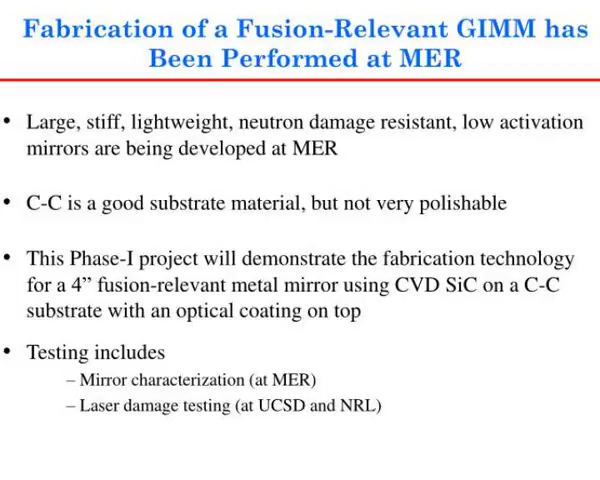 Fabrication of a Fusion-Relevant GIMM has
Been Performed at MER
• Large, stiff, lightweight, neutron damage resistant, low activation
mirrors are being developed at MER
• C-C is a good substrate material, but not very polishable
• This Phase-I project will demonstrate the fabrication technology
for a 4” fusion-relevant metal mirror using CVD SiC on a C-C
substrate with an optical coating on top
• Testing includes
– Mirror characterization (at MER)
– Laser damage testing (at UCSD and NRL)